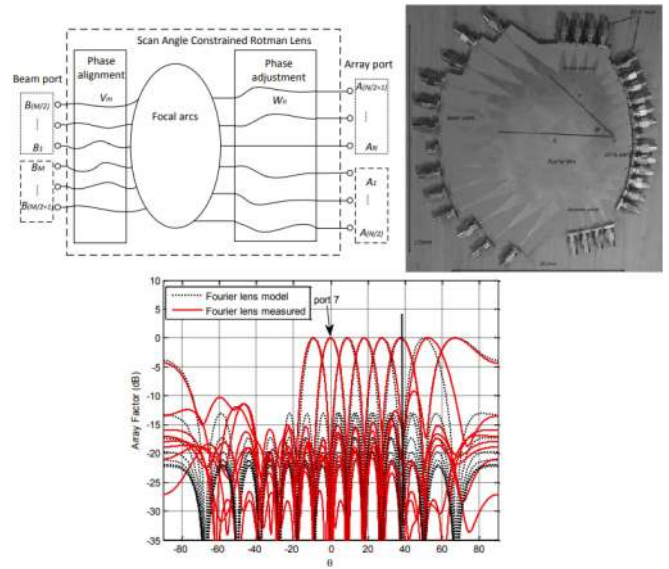 Scan Angle Constrained Rotman Lens
Beam port
Phase
alignment
Vm
Focal arcs
Phase
adjustment
Wn
Array port
B(M/2)
B1
BM
B(M/2+1)
A(N/2+1)
AN
A1
A(N/2)
port 7
Fourier lens model
Fourier lens measured
Array Factor (dB)
10
5
0
-5
-10
-15
-20
-25
-30
-35
-80 -60 -40 -20 0 20 40 60 80
θ